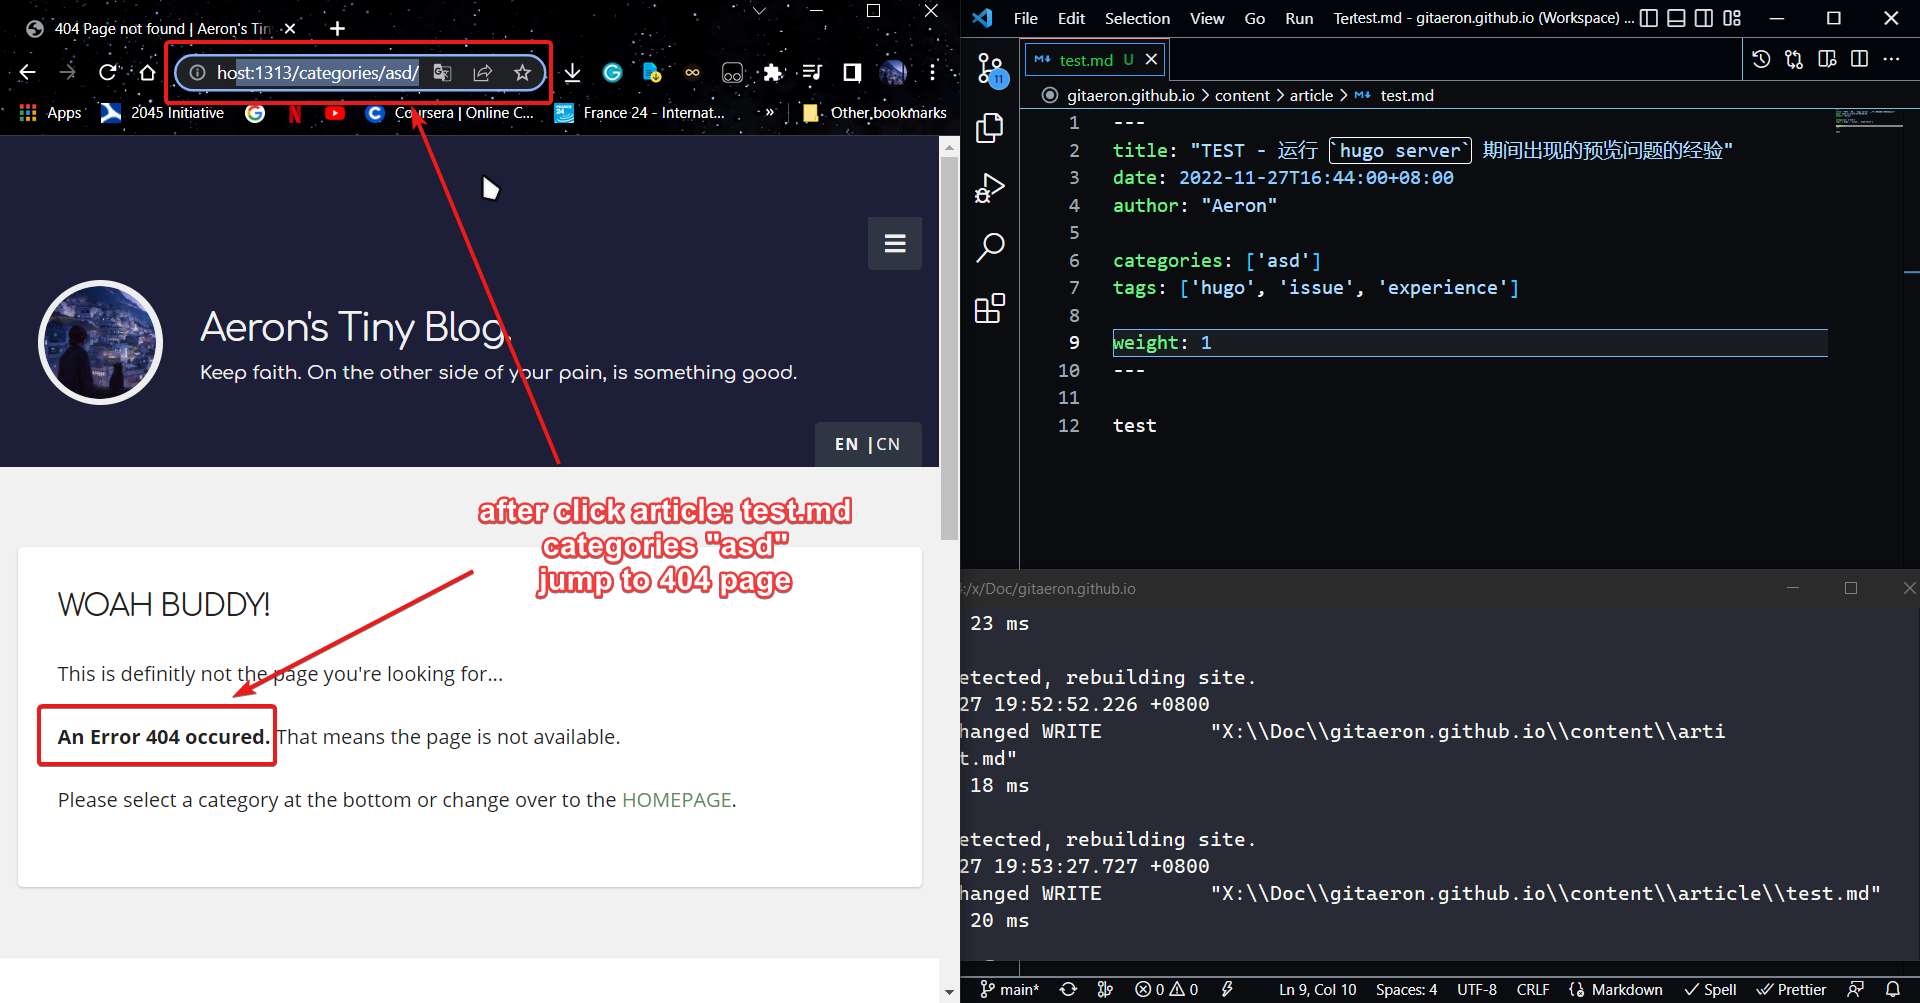 404 Page not found | Aeron's Tin
host:1313/categories/asd/
Apps
2045 Initiative
Coursera | Online C...
France 24 - Internat...
»
Other bookmarks
Aeron's Tiny Blog.
Keep faith. On the other side of your pain, is something good.
EN |CN
after click article: test.md
categories "asd"
jump to 404 page
WOAH BUDDY!
This is definitly not the page you're looking for...
An Error 404 occured. That means the page is not available.
Please select a category at the bottom or change over to the HOMEPAGE.
File Edit Selection View Go Run Te test.md - gitaeron.github.io (Workspace) ...
11
test.md U
gitaeron.github.io > content > article > test.md
1 ---
2 title: "TEST - 运行 `hugo server` 期间出现的预览问题的经验"
3 date: 2022-11-27T16:44:00+08:00
4 author: "Aeron"
5
6 categories: ['asd']
7 tags: ['hugo', 'issue', 'experience']
8
9 weight: 1
10 ---
11
12 test
:/x/Doc/gitaeron.github.io
23 ms
etected, rebuilding site.
27 19:52:52.226 +0800
hanged WRITE "X:\\Doc\\gitaeron.github.io\\content\\arti
t.md"
18 ms
etected, rebuilding site.
27 19:53:27.727 +0800
hanged WRITE "X:\\Doc\\gitaeron.github.io\\content\\article\\test.md"
20 ms
main* 0 0 Ln 9, Col 10 Spaces: 4 UTF-8 CRLF Markdown Spell Prettier